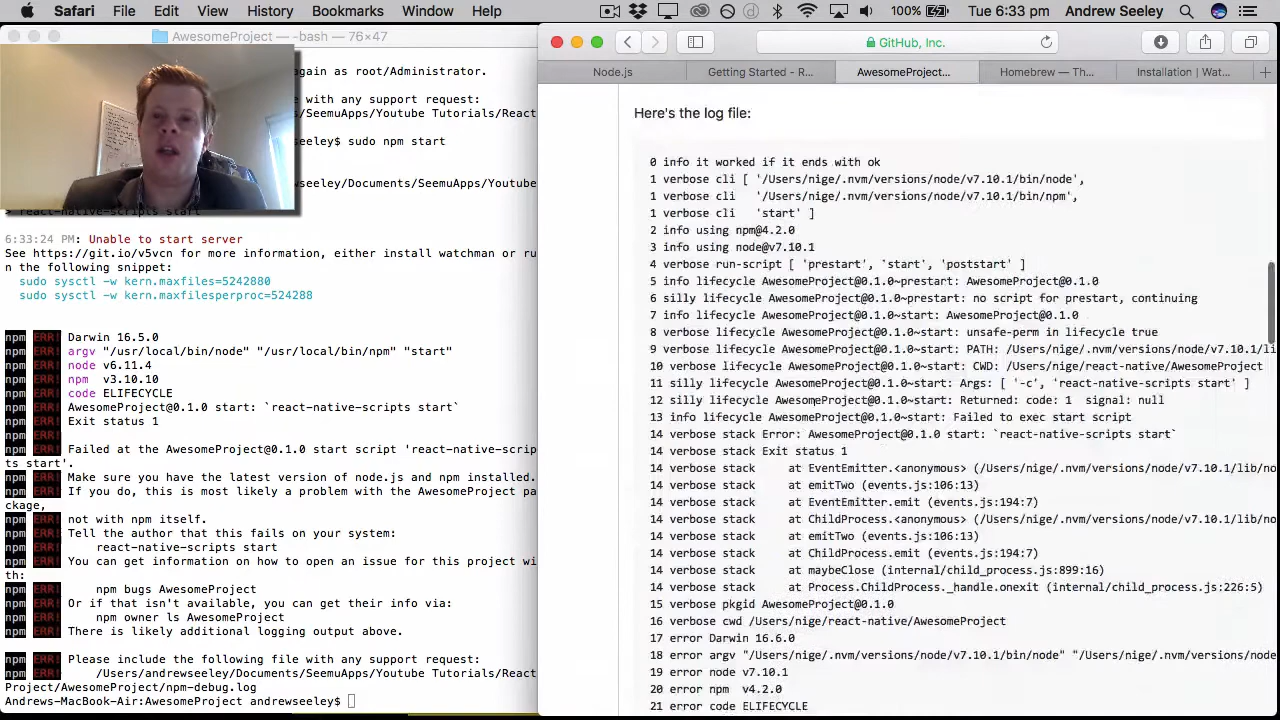 Safari File Edit View History Bookmarks Window Help 100% Tue 6:33 pm Andrew Seeley
AwesomeProject — -bash — 76×47
again as root/Administrator.
with any support request:
s/SeemuApps/Youtube Tutorials/React
wseeley$ sudo npm start
wseeley/Documents/SeemuApps/Youtube
> react-native-scripts start
6:33:24 PM: Unable to start server
See https://git.io/v5vcn for more information, either install watchman or ru
n the following snippet:
sudo sysctl -w kern.maxfiles=5242880
sudo sysctl -w kern.maxfilesperproc=524288
npm ERR! Darwin 16.5.0
npm ERR! argv "/usr/local/bin/node" "/usr/local/bin/npm" "start"
npm ERR! node v6.11.4
npm ERR! npm v3.10.10
npm ERR! code ELIFECYCLE
npm ERR! AwesomeProject@0.1.0 start: `react-native-scripts start`
npm ERR! Exit status 1
npm ERR!
npm ERR! Failed at the AwesomeProject@0.1.0 start script 'react-native-scrip
ts start'.
npm ERR! Make sure you have the latest version of node.js and npm installed.
npm ERR! If you do, this is most likely a problem with the AwesomeProject pa
ckage,
npm ERR! not with npm itself.
npm ERR! Tell the author that this fails on your system:
npm ERR! react-native-scripts start
npm ERR! You can get information on how to open an issue for this project wi
th:
npm ERR! npm bugs AwesomeProject
npm ERR! Or if that isn't available, you can get their info via:
npm ERR! npm owner ls AwesomeProject
npm ERR! There is likely additional logging output above.
npm ERR! Please include the following file with any support request:
npm ERR! /Users/andrewseeley/Documents/SeemuApps/Youtube Tutorials/React
Project/AwesomeProject/npm-debug.log
Andrews-MacBook-Air:AwesomeProject andrewseeley$
GitHub, Inc.
Node.js Getting Started - R... AwesomeProject... Homebrew — Th... Installation | Wat...
Here's the log file:
0 info it worked if it ends with ok
1 verbose cli [ '/Users/nige/.nvm/versions/node/v7.10.1/bin/node',
1 verbose cli '/Users/nige/.nvm/versions/node/v7.10.1/bin/npm',
1 verbose cli 'start' ]
2 info using npm@4.2.0
3 info using node@v7.10.1
4 verbose run-script [ 'prestart', 'start', 'poststart' ]
5 info lifecycle AwesomeProject@0.1.0~prestart: AwesomeProject@0.1.0
6 silly lifecycle AwesomeProject@0.1.0~prestart: no script for prestart, continuing
7 info lifecycle AwesomeProject@0.1.0~start: AwesomeProject@0.1.0
8 verbose lifecycle AwesomeProject@0.1.0~start: unsafe-perm in lifecycle true
9 verbose lifecycle AwesomeProject@0.1.0~start: PATH: /Users/nige/.nvm/versions/node/v7.10.1/li
10 verbose lifecycle AwesomeProject@0.1.0~start: CWD: /Users/nige/react-native/AwesomeProject
11 silly lifecycle AwesomeProject@0.1.0~start: Args: [ '-c', 'react-native-scripts start' ]
12 silly lifecycle AwesomeProject@0.1.0~start: Returned: code: 1 signal: null
13 info lifecycle AwesomeProject@0.1.0~start: Failed to exec start script
14 verbose stack Error: AwesomeProject@0.1.0 start: `react-native-scripts start`
14 verbose stack Exit status 1
14 verbose stack at EventEmitter.<anonymous> (/Users/nige/.nvm/versions/node/v7.10.1/lib/no
14 verbose stack at emitTwo (events.js:106:13)
14 verbose stack at EventEmitter.emit (events.js:194:7)
14 verbose stack at ChildProcess.<anonymous> (/Users/nige/.nvm/versions/node/v7.10.1/lib/no
14 verbose stack at emitTwo (events.js:106:13)
14 verbose stack at ChildProcess.emit (events.js:194:7)
14 verbose stack at maybeClose (internal/child_process.js:899:16)
14 verbose stack at Process.ChildProcess._handle.onexit (internal/child_process.js:226:5)
15 verbose pkgid AwesomeProject@0.1.0
16 verbose cwd /Users/nige/react-native/AwesomeProject
17 error Darwin 16.6.0
18 error argv "/Users/nige/.nvm/versions/node/v7.10.1/bin/node" "/Users/nige/.nvm/versions/node
19 error node v7.10.1
20 error npm v4.2.0
21 error code ELIFECYCLE